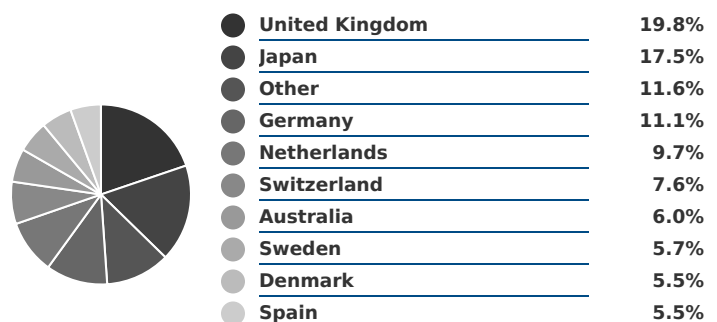 United Kingdom 19.8%
Japan 17.5%
Other 11.6%
Germany 11.1%
Netherlands 9.7%
Switzerland 7.6%
Australia 6.0%
Sweden 5.7%
Denmark 5.5%
Spain 5.5%